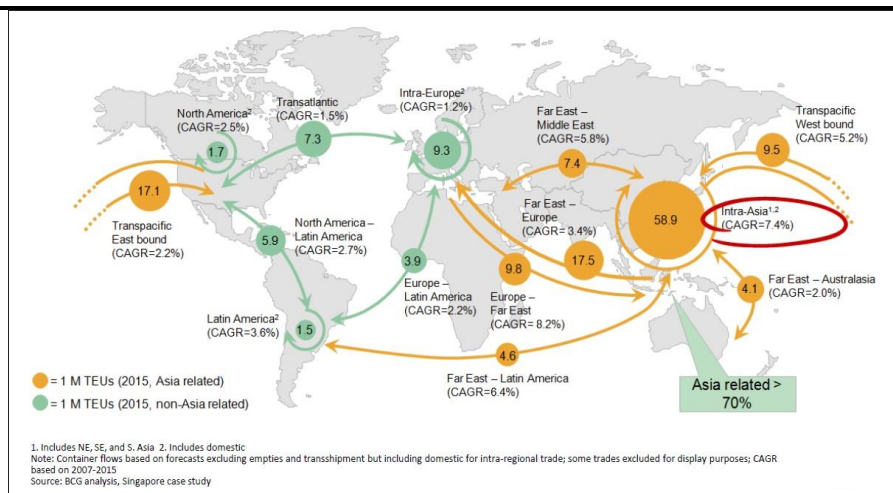 North America²
(CAGR=2.5%)
1.7
Transatlantic
(CAGR=1.5%)
7.3
Intra-Europe²
(CAGR=1.2%)
9.3
Far East –
Middle East
(CAGR=5.8%)
7.4
Transpacific
West bound
(CAGR=5.2%)
9.5
17.1
Transpacific
East bound
(CAGR=2.2%)
North America –
Latin America
(CAGR=2.7%)
5.9
3.9
Europe –
Latin America
(CAGR=2.2%)
Far East –
Europe
(CAGR=3.4%)
17.5
9.8
Europe –
Far East
(CAGR=8.2%)
58.9
Intra-Asia¹,²
(CAGR=7.4%)
Far East – Australasia
(CAGR=2.0%)
4.1
Latin America²
(CAGR=3.6%)
1.5
4.6
Far East – Latin America
(CAGR=6.4%)
Asia related >
70%
= 1 M TEUs (2015, Asia related)
= 1 M TEUs (2015, non-Asia related)
1. Includes NE, SE, and S. Asia 2. Includes domestic
Note: Container flows based on forecasts excluding empties and transshipment but including domestic for intra-regional trade; some trades excluded for display purposes; CAGR
based on 2007-2015
Source: BCG analysis, Singapore case study